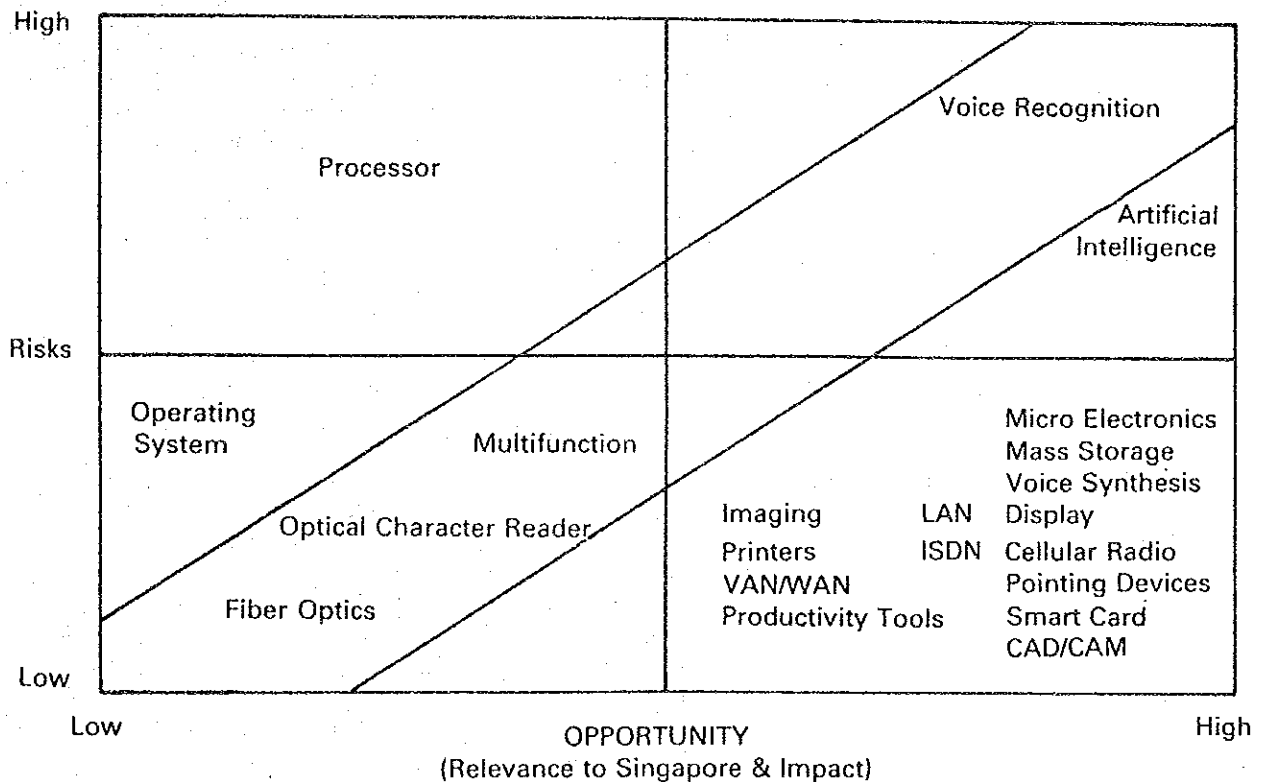 High
Voice Recognition
Processor
Artificial
Intelligence
Risks
Operating
System
Multifunction
Micro Electronics
Mass Storage
Voice Synthesis
Imaging LAN Display
Optical Character Reader
Printers ISDN Cellular Radio
VAN/WAN Pointing Devices
Fiber Optics
Productivity Tools Smart Card
CAD/CAM
Low
Low
OPPORTUNITY
High
(Relevance to Singapore & Impact)